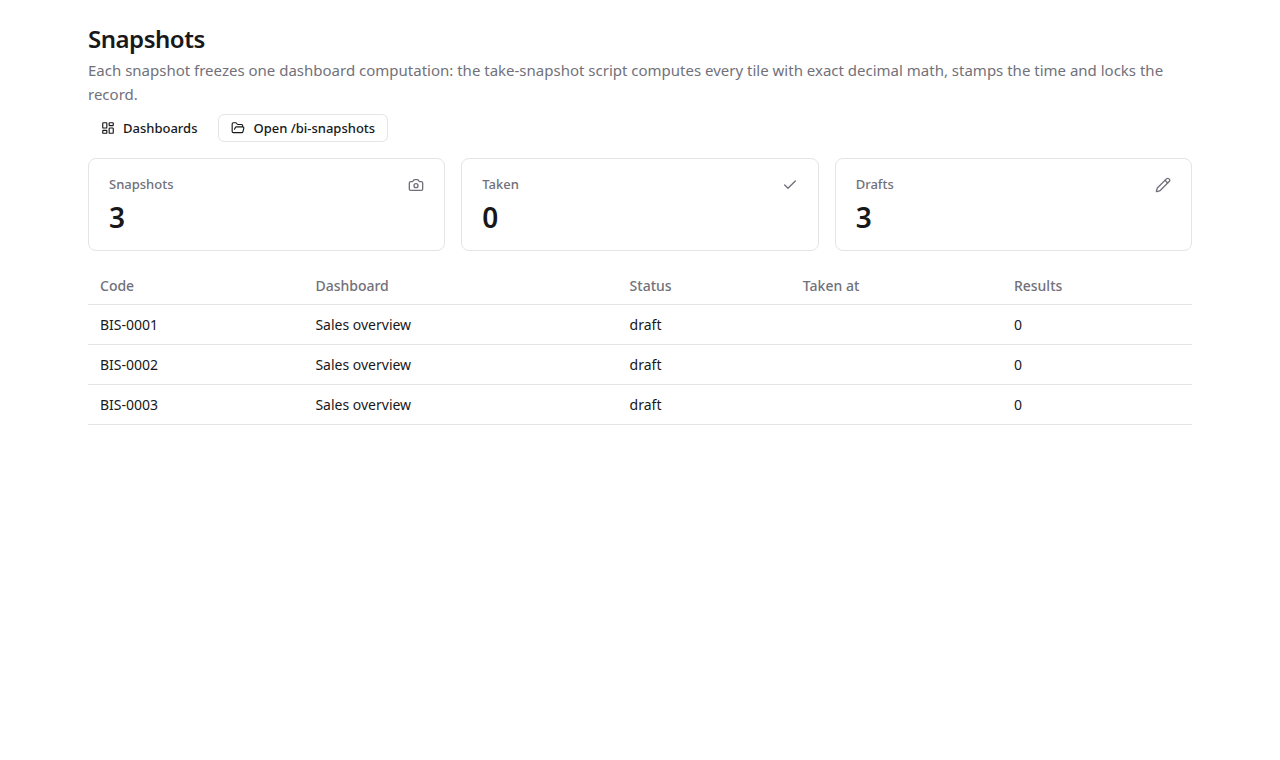 Snapshots
Each snapshot freezes one dashboard computation: the take-snapshot script computes every tile with exact decimal math, stamps the time and locks the
record.
Dashboards Open /bi-snapshots
Snapshots Taken Drafts
3 0 3
Code Dashboard Status Taken at Results
BIS-0001 Sales overview draft 0
BIS-0002 Sales overview draft 0
BIS-0003 Sales overview draft 0